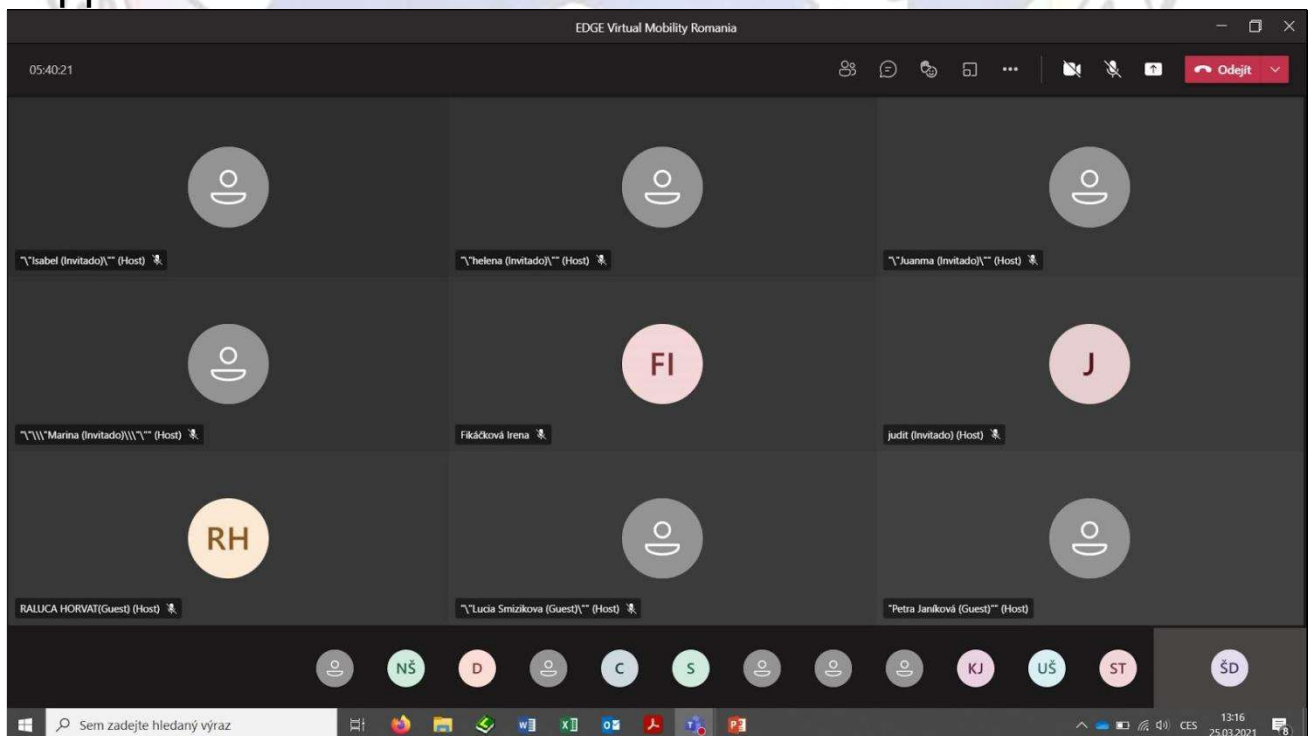 EDGE Virtual Mobility Romania
05:40:21
Odejít
"\"Isabel (Invitado)\"" (Host)
"\"helena (Invitado)\"" (Host)
"\"Juanma (Invitado)\"" (Host)
"\"\\\"Marina (Invitado)\\\"\"" (Host)
FI
Fikáčková Irena
J
judit (Invitado) (Host)
RH
RALUCA HORVAT(Guest) (Host)
"\"Lucia Smizikova (Guest)\"" (Host)
"Petra Janíková (Guest)"" (Host)
NŠ
D
C
S
KJ
UŠ
ST
ŠD
Sem zadejte hledaný výraz
CES
13:16
25.03.2021
8